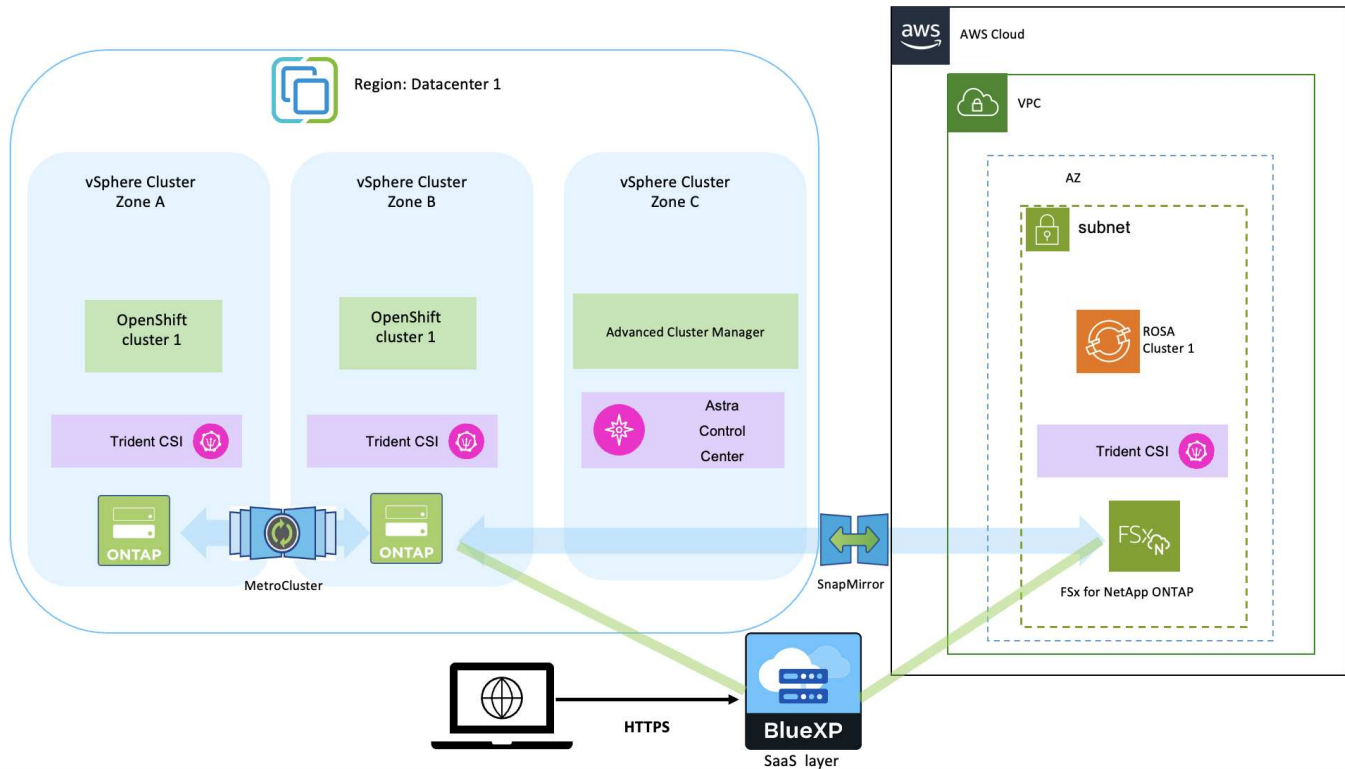 aws
AWS Cloud
Region: Datacenter 1
VPC
vSphere Cluster
Zone A
vSphere Cluster
Zone B
vSphere Cluster
Zone C
AZ
subnet
OpenShift
cluster 1
OpenShift
cluster 1
Advanced Cluster Manager
ROSA
Cluster 1
Trident CSI
Trident CSI
Astra
Control
Center
Trident CSI
ONTAP
MetroCluster
ONTAP
SnapMirror
FSx
N
FSx for NetApp ONTAP
HTTPS
BlueXP
SaaS layer